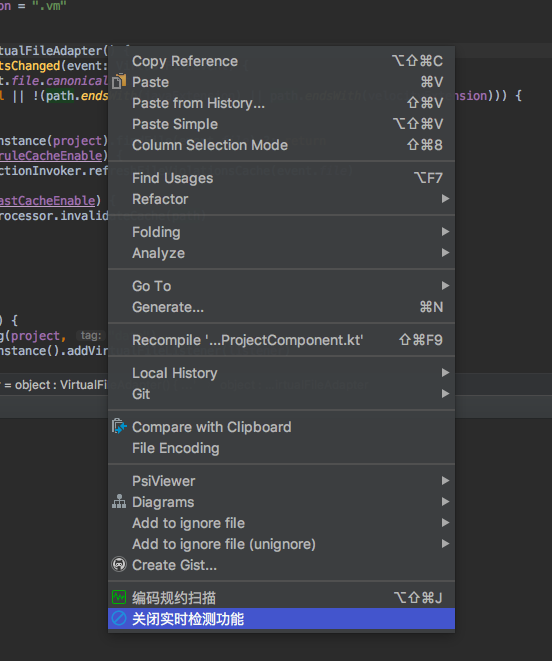 on = ".vm"
rtualFileAdapter(
tsChanged(event:
t.file.canonical
l || !(path.ends nsion))) {
nstance(project)
ruleCacheEnable)
ctionInvoker.ref
astCacheEnable) {
rocessor.invalid
) {
g(project, tag:
nstance().addVir
r = object : VirtualFi
Copy Reference ⌥⇧⌘C
Paste ⌘V
Paste from History... ⇧⌘V
Paste Simple ⌥⇧⌘V
Column Selection Mode ⇧⌘8
Find Usages ⌥F7
Refactor
Folding
Analyze
Go To
Generate... ⌘N
Recompile '...ProjectComponent.kt' ⇧⌘F9
Local History
Git
Compare with Clipboard
File Encoding
PsiViewer
Diagrams
Add to ignore file
Add to ignore file (unignore)
Create Gist...
编码规约扫描 ⌥⇧⌘J
关闭实时检测功能